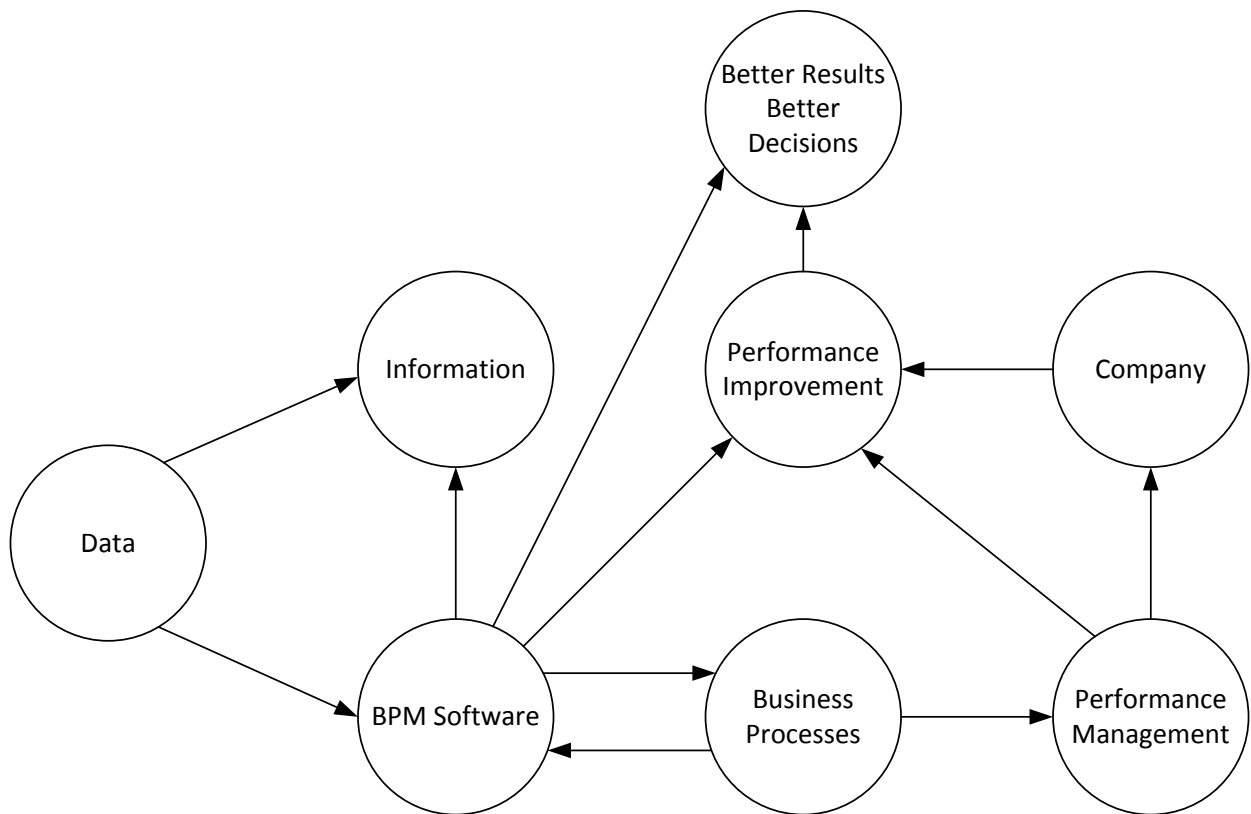 Better Results
Better
Decisions
Information
Performance
Improvement
Company
Data
BPM Software
Business
Processes
Performance
Management